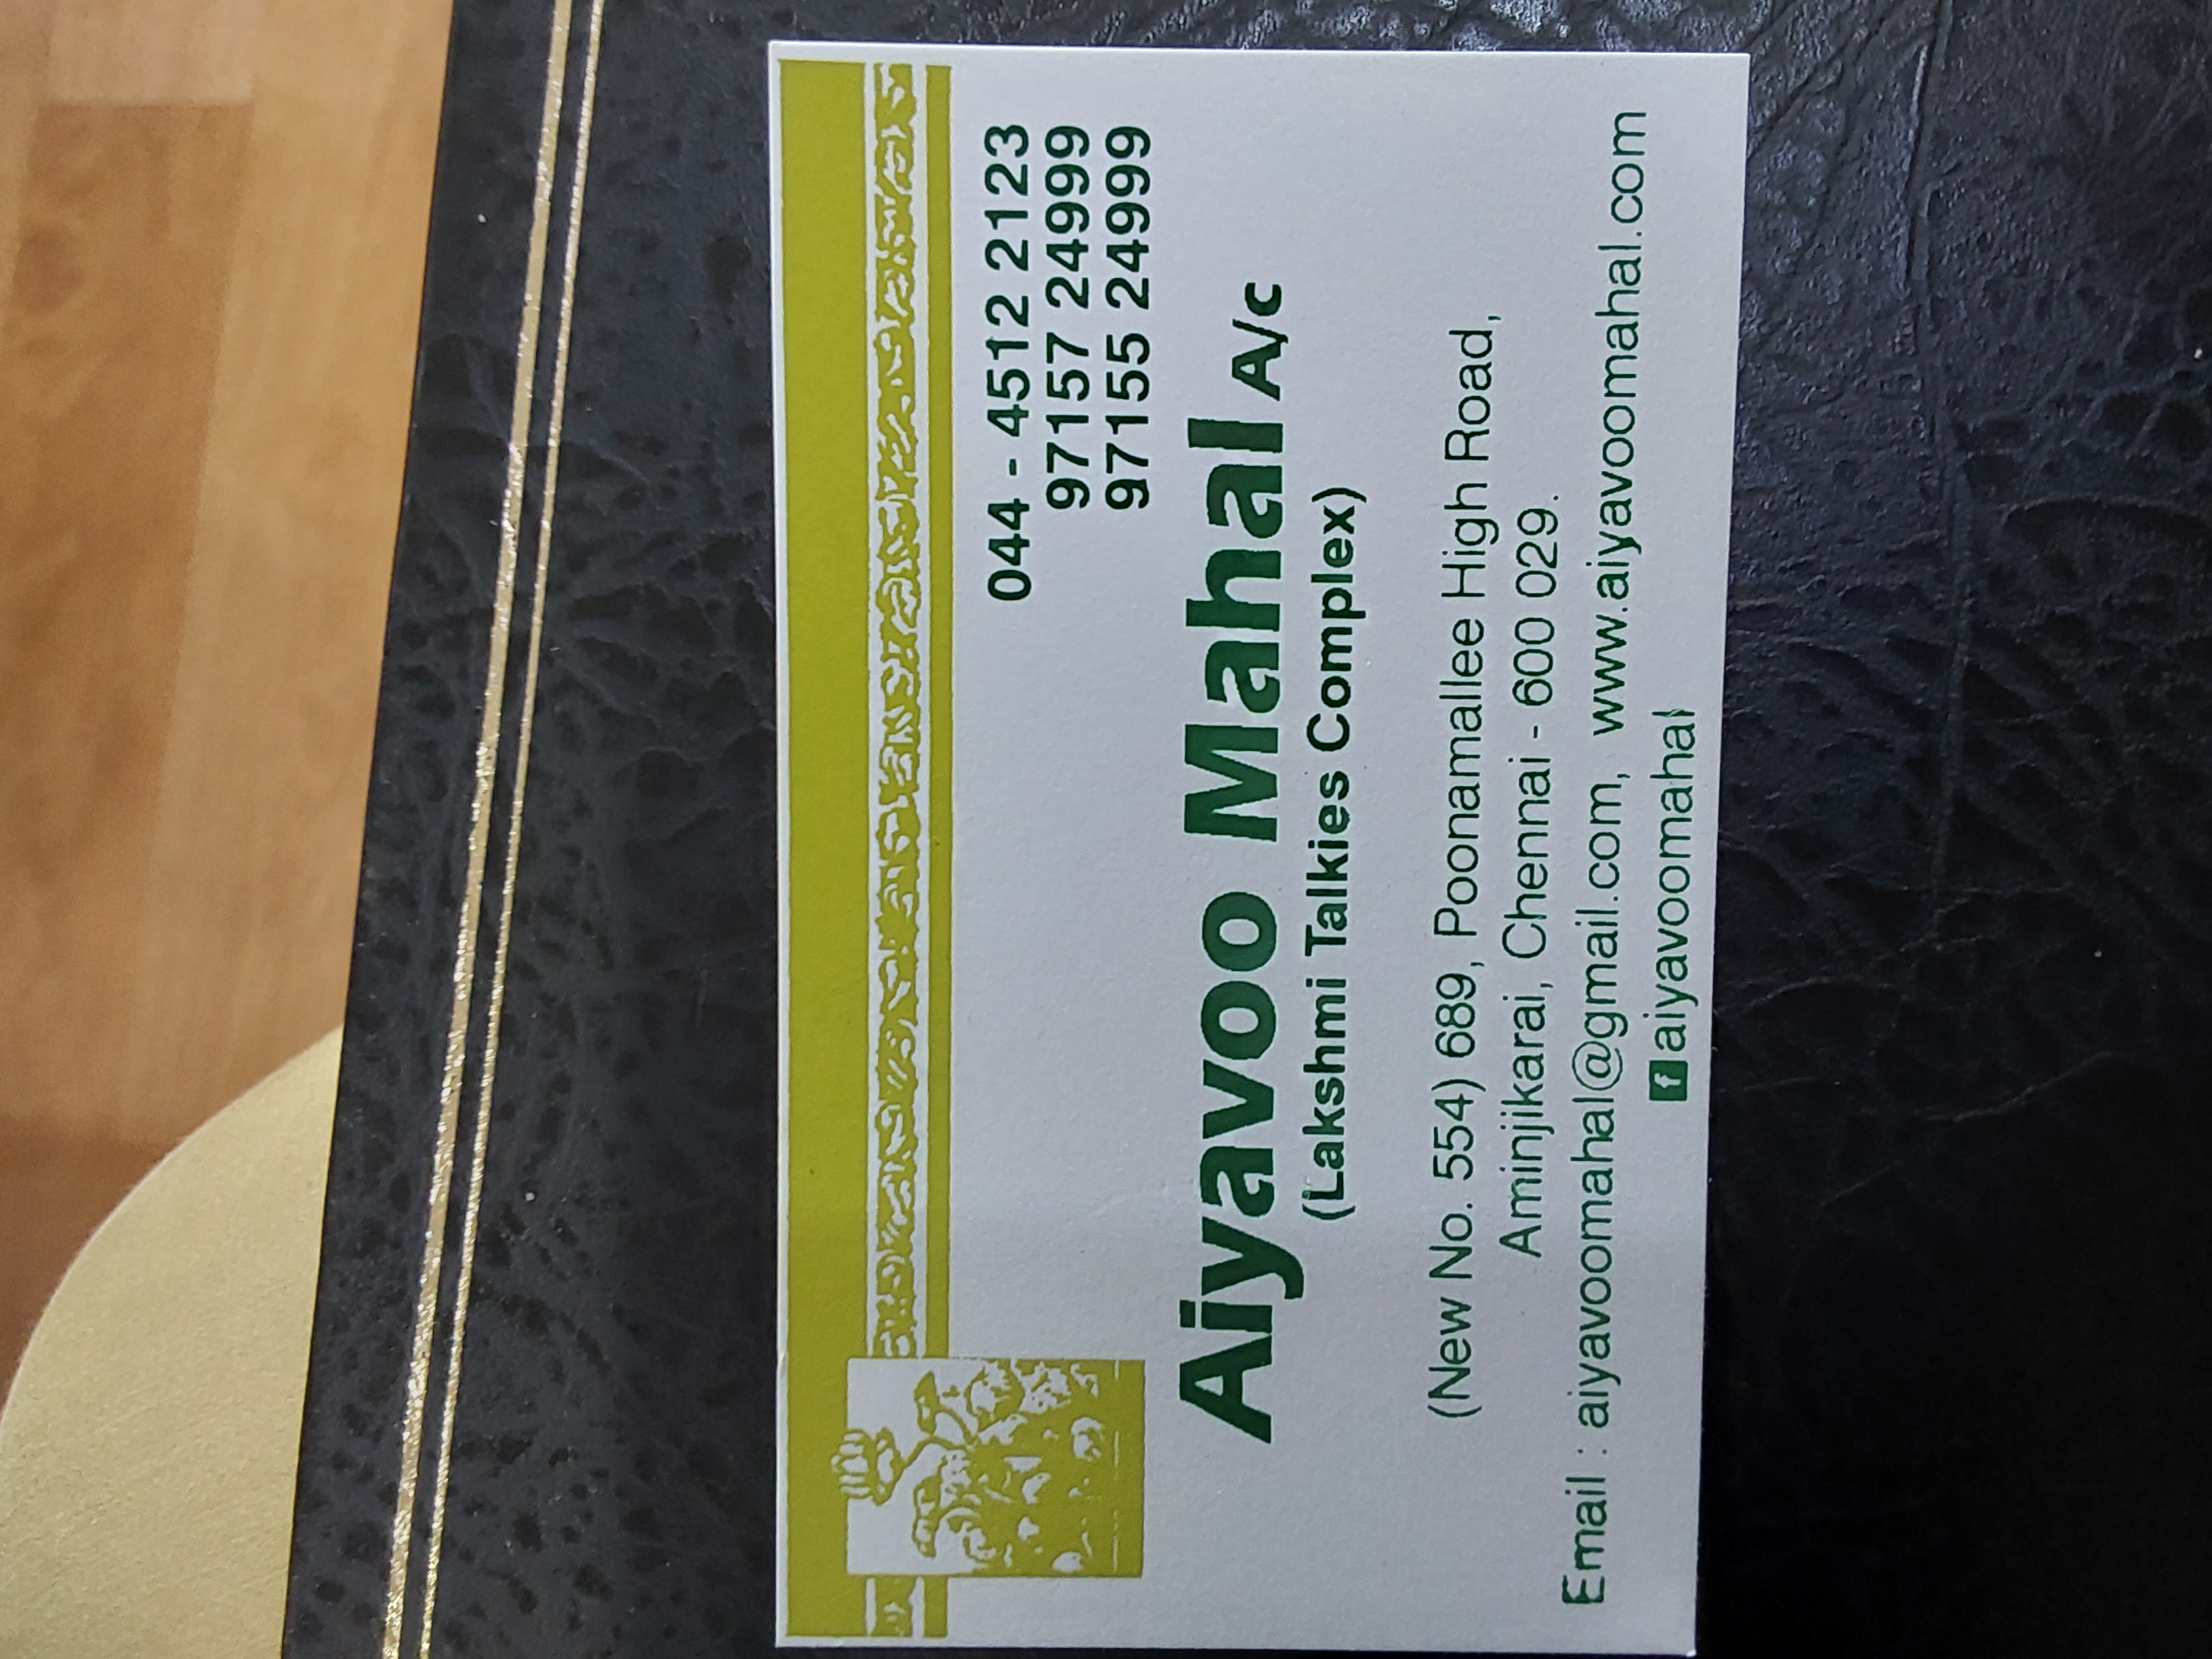 044 - 4512 2123
97157 24999
97155 24999
Aiyavoo Mahal A/c
(Lakshmi Talkies Complex)
(New No. 554) 689, Poonamallee High Road,
Aminjikarai, Chennai - 600 029.
Email : aiyavoomahal@gmail.com, www.aiyavoomahal.com
f aiyavoomahal